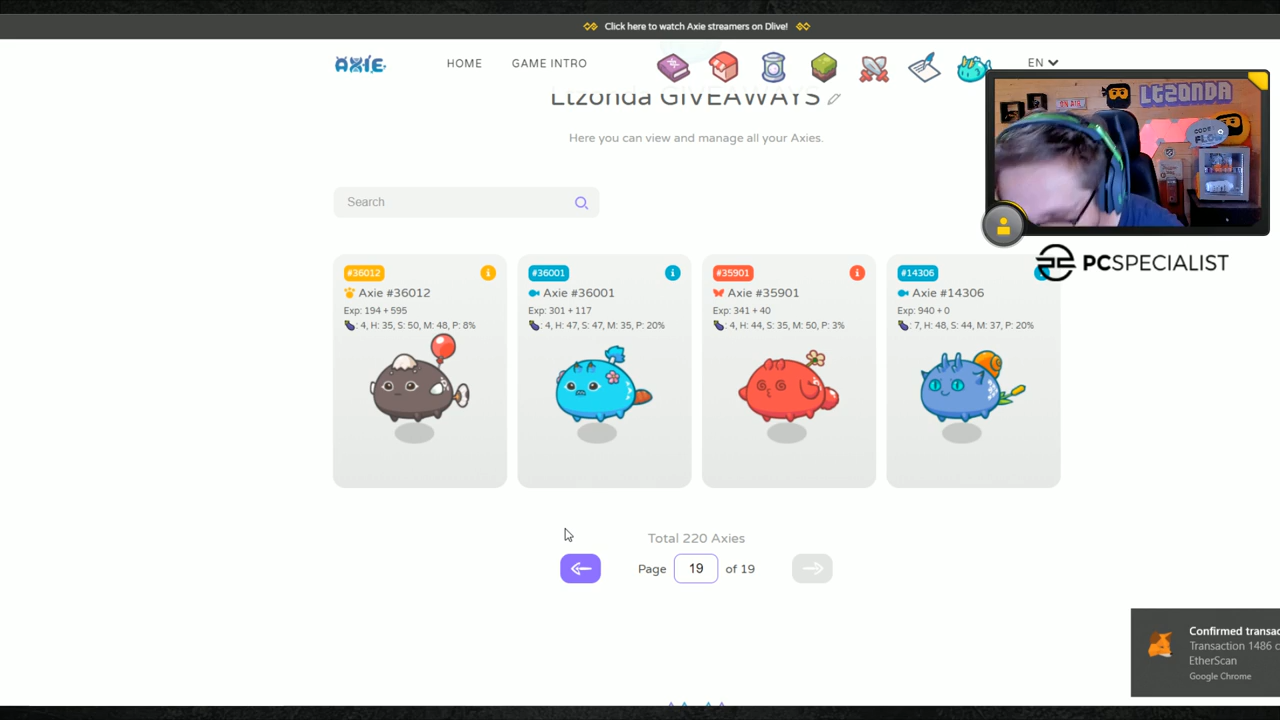 Click here to watch Axie streamers on Dlive!
AXIE
HOME
GAME INTRO
EN
Ltzonda GIVEAWAYS
Here you can view and manage all your Axies.
ON AIR
LTZONDA
CODE
FLOW
Search
PCSPECIALIST
#36012
Axie #36012
Exp: 194 + 595
: 4, H: 35, S: 50, M: 48, P: 8%
#36001
Axie #36001
Exp: 301 + 117
: 4, H: 47, S: 47, M: 35, P: 20%
#35901
Axie #35901
Exp: 341 + 40
: 4, H: 44, S: 35, M: 50, P: 3%
#14306
Axie #14306
Exp: 940 + 0
: 7, H: 48, S: 44, M: 37, P: 20%
Total 220 Axies
Page 19 of 19
Confirmed transac
Transaction 1486 c
EtherScan
Google Chrome